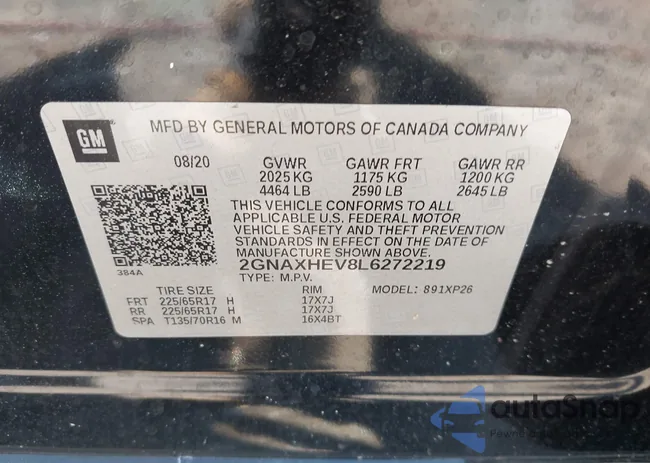 GM
MFD BY GENERAL MOTORS OF CANADA COMPANY
08/20 GVWR GAWR FRT GAWR RR
2025 KG 1175 KG 1200 KG
4464 LB 2590 LB 2645 LB
THIS VEHICLE CONFORMS TO ALL
APPLICABLE U.S. FEDERAL MOTOR
VEHICLE SAFETY AND THEFT PREVENTION
STANDARDS IN EFFECT ON THE DATE OF
MANUFACTURE SHOWN ABOVE.
2GNAXHEV8L6272219
384A
TYPE: M.P.V.
TIRE SIZE RIM MODEL: 891XP26
FRT 225/65R17 H 17X7J
RR 225/65R17 H 17X7J
SPA T135/70R16 M 16X4BT
autoSnap